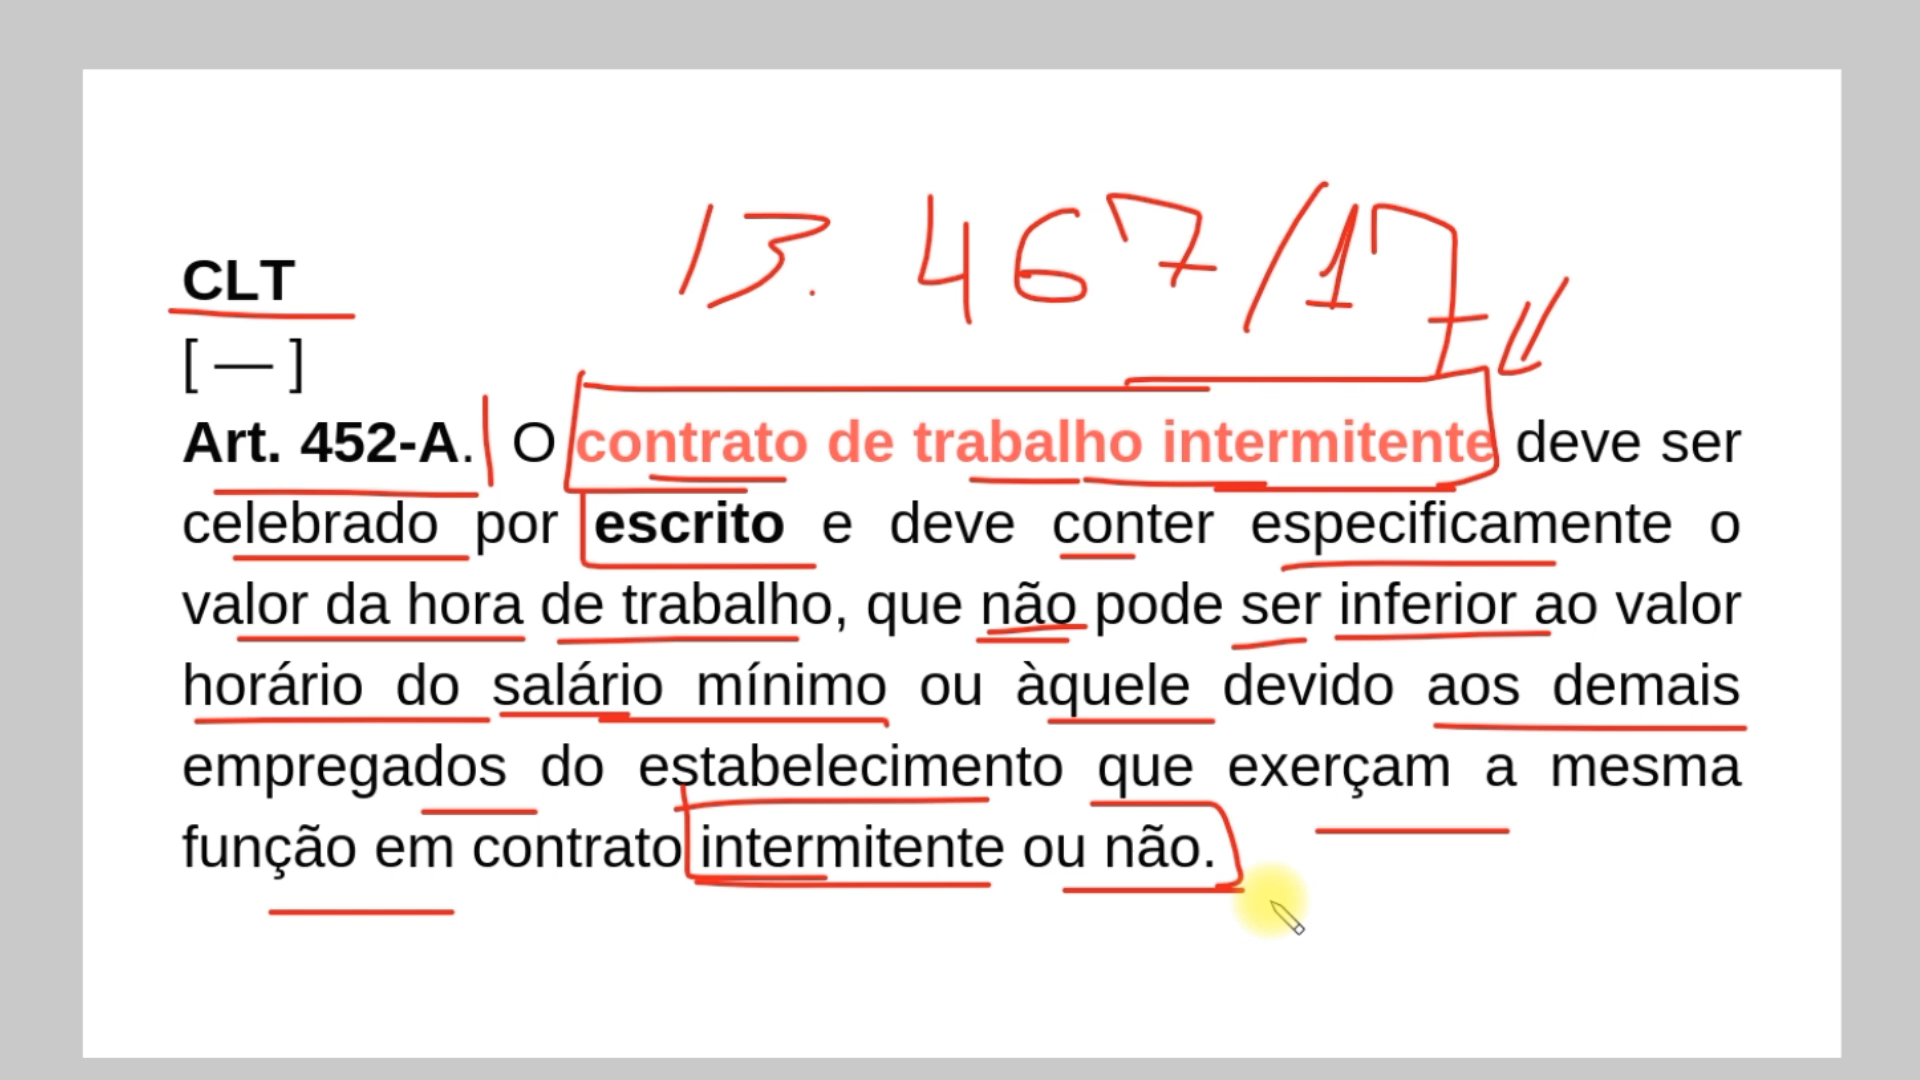 13.467/17
CLT
[ — ]
Art. 452-A. O contrato de trabalho intermitente deve ser
celebrado por escrito e deve conter especificamente o
valor da hora de trabalho, que não pode ser inferior ao valor
horário do salário mínimo ou àquele devido aos demais
empregados do estabelecimento que exerçam a mesma
função em contrato intermitente ou não.